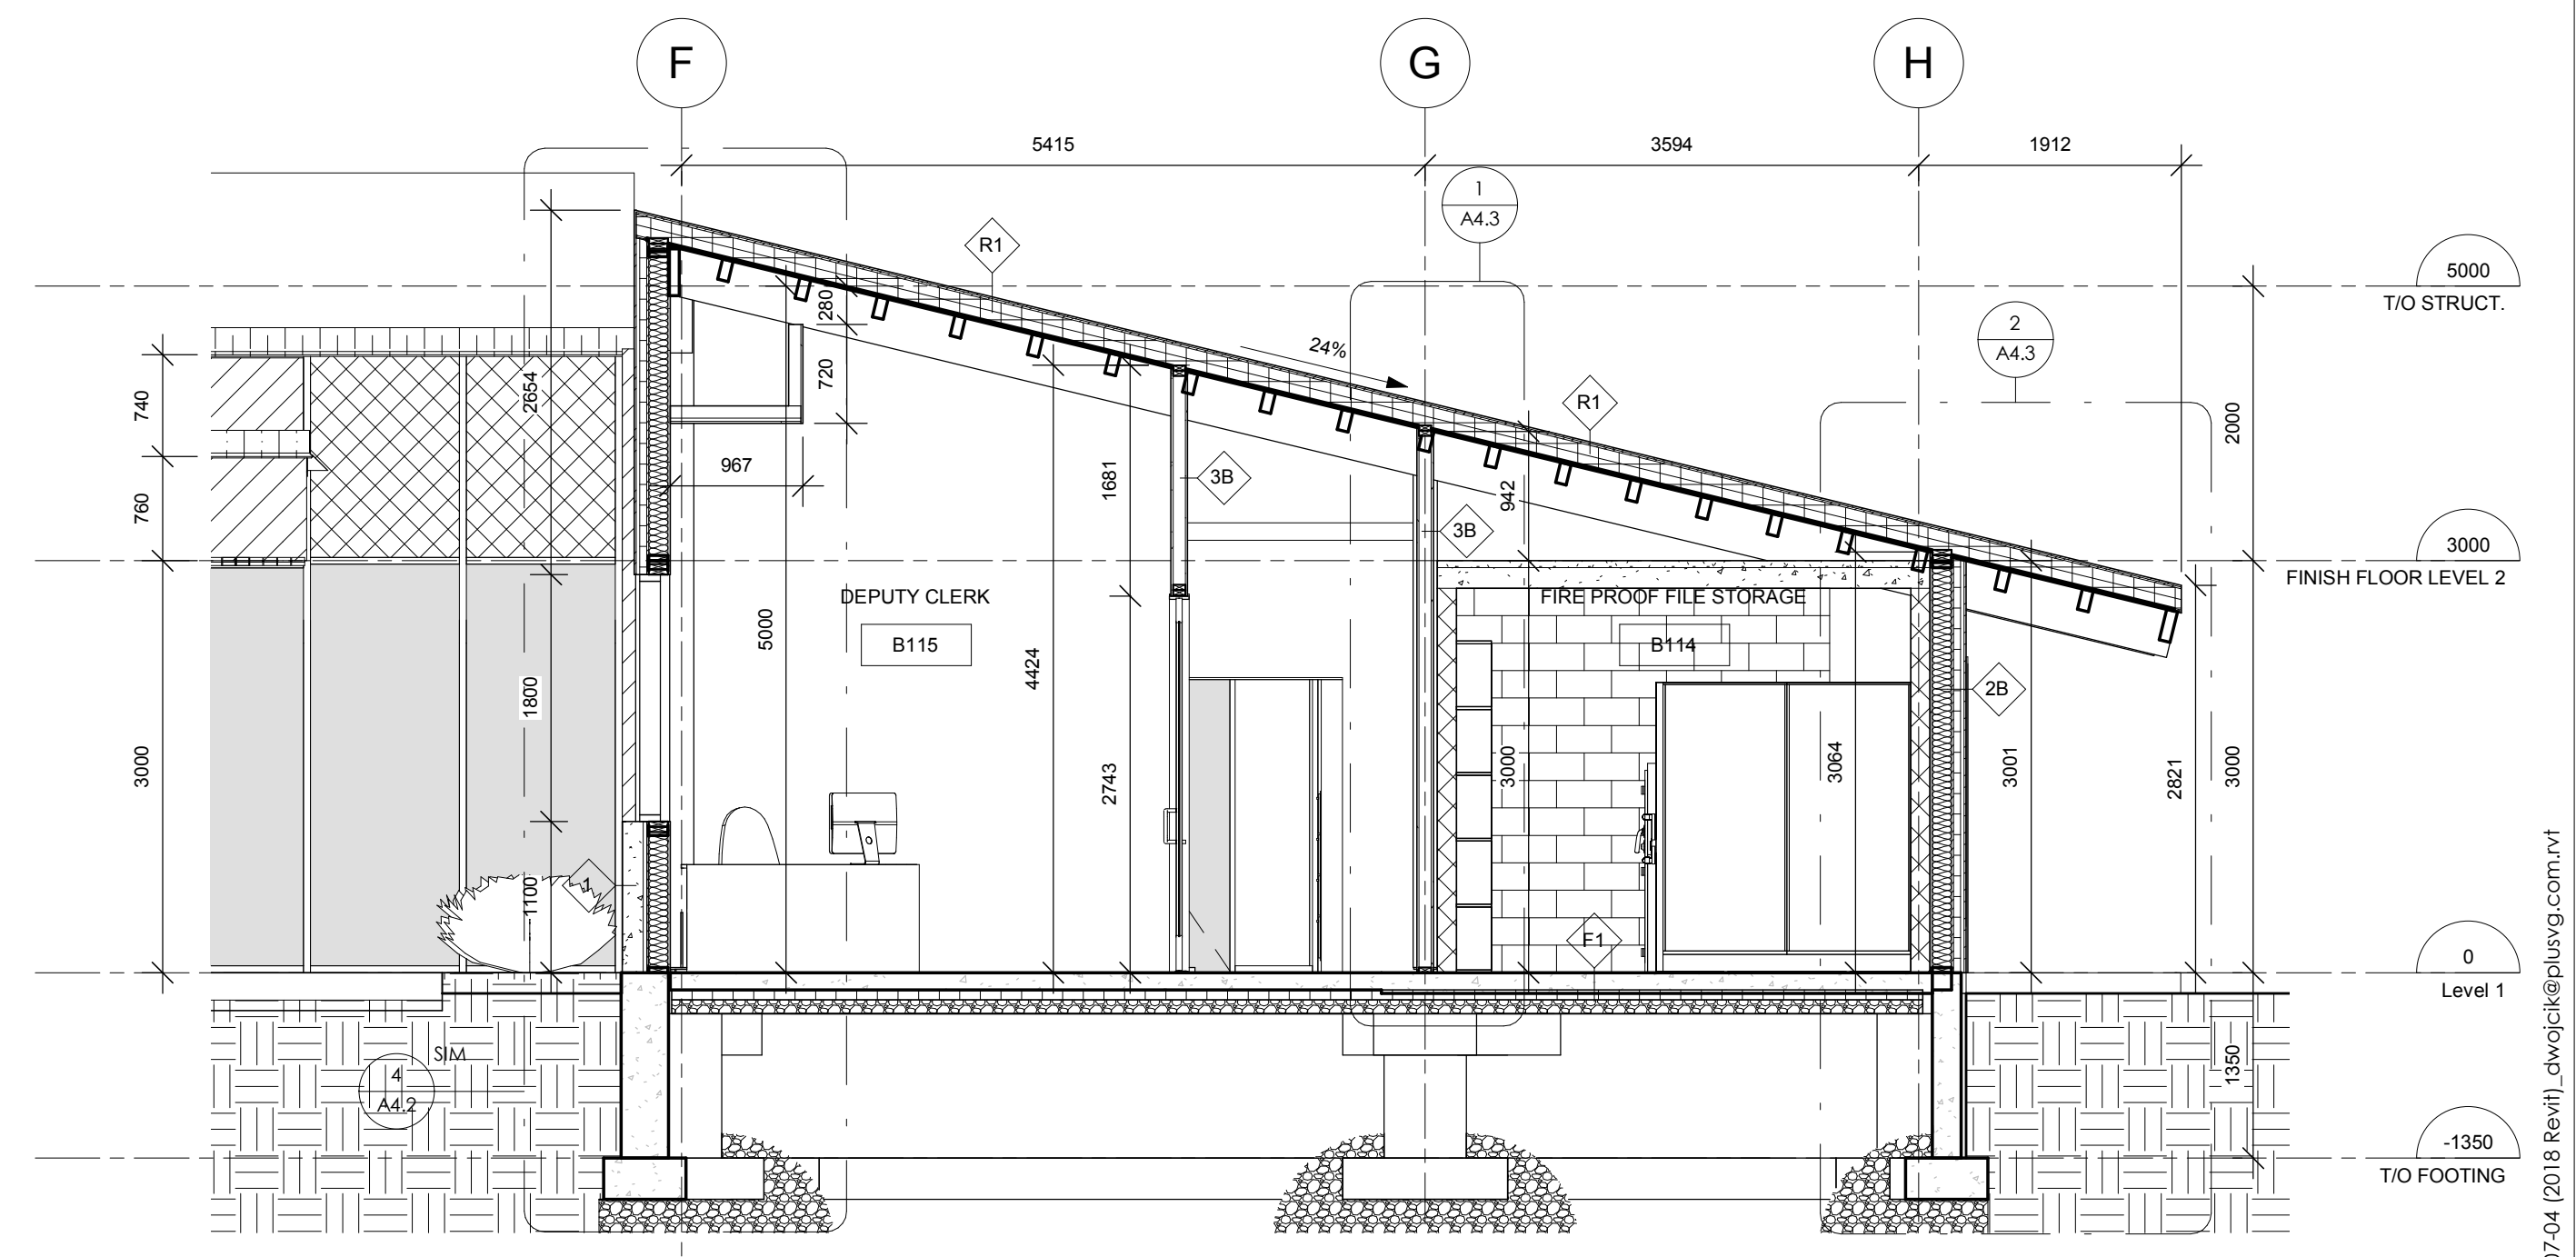 F
G
H
5415
3594
1912
1
A4.3
R1
5000
T/O STRUCT.
280
2
A4.3
24%
720
2654
740
R1
2000
967
1681
3B
942
760
3B
3000
FINISH FLOOR LEVEL 2
DEPUTY CLERK
B115
FIRE PROOF FILE STORAGE
B114
5000
4424
1800
2B
3000
2743
3000
3064
3001
2821
3000
1
1100
F1
0
Level 1
SIM
4
A4.2
1350
-1350
T/O FOOTING
07-04 (2018 Revit)_dwojcik@plusvg.com.rvt